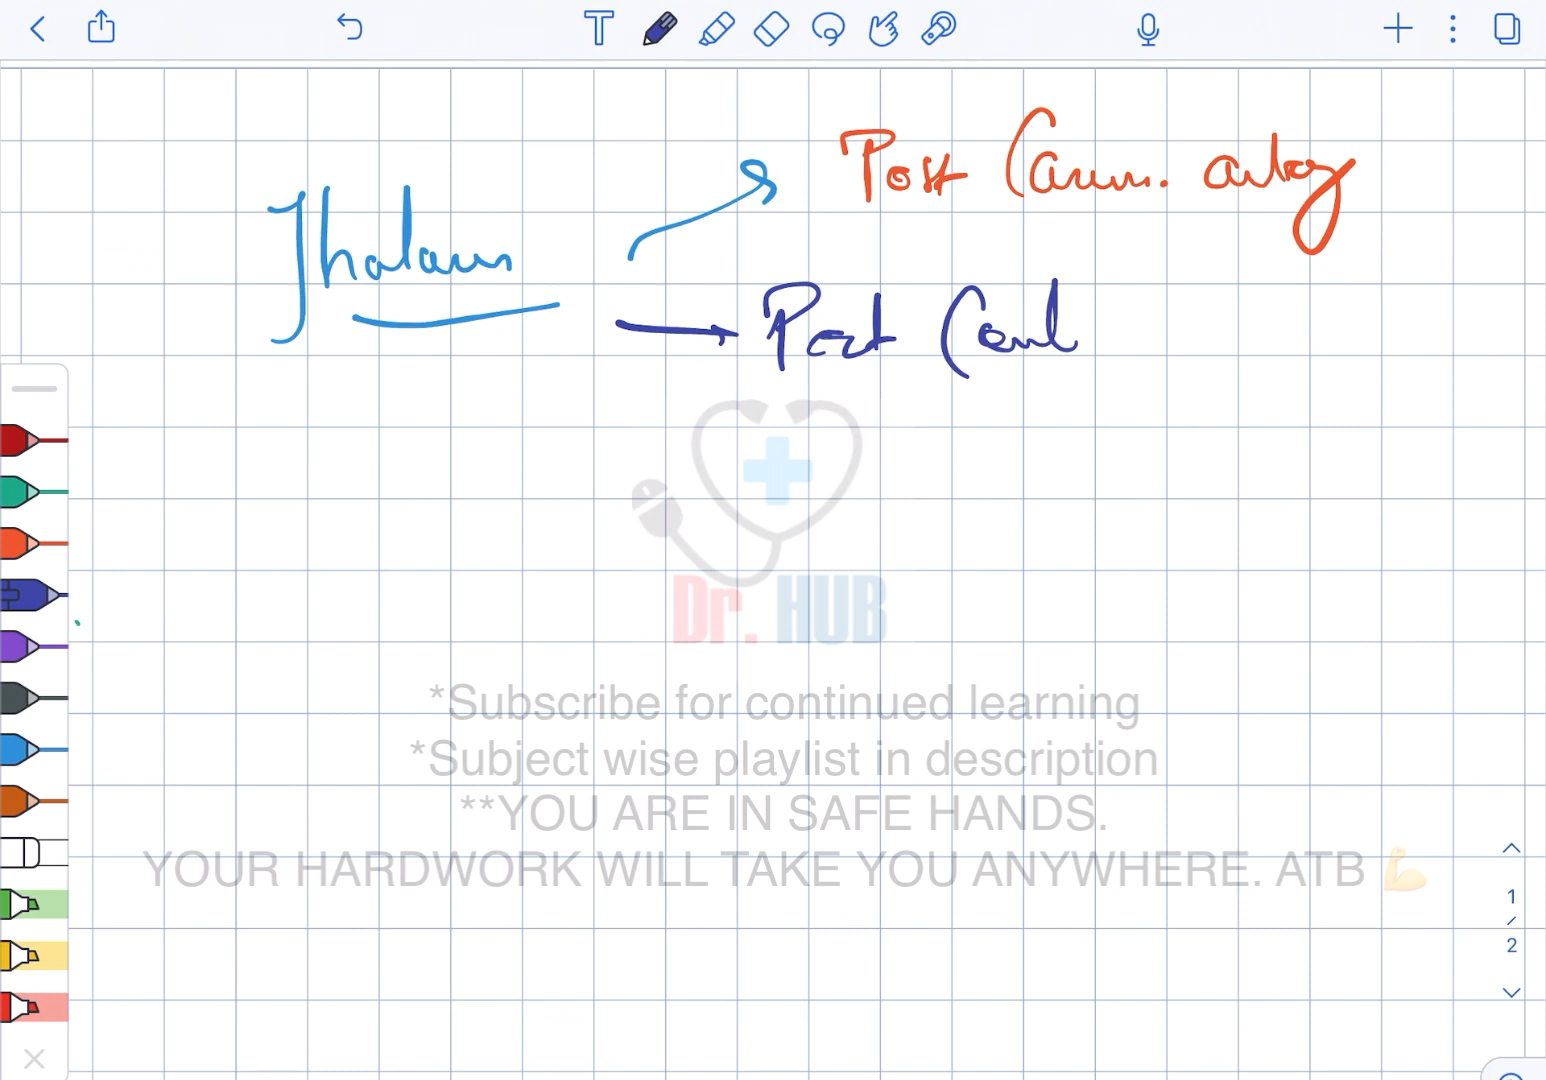 Post Comm. artery
Thalamus
Post Cereb
Dr. HUB
*Subscribe for continued learning
*Subject wise playlist in description
**YOU ARE IN SAFE HANDS.
YOUR HARDWORK WILL TAKE YOU ANYWHERE. ATB 💪
1
/
2